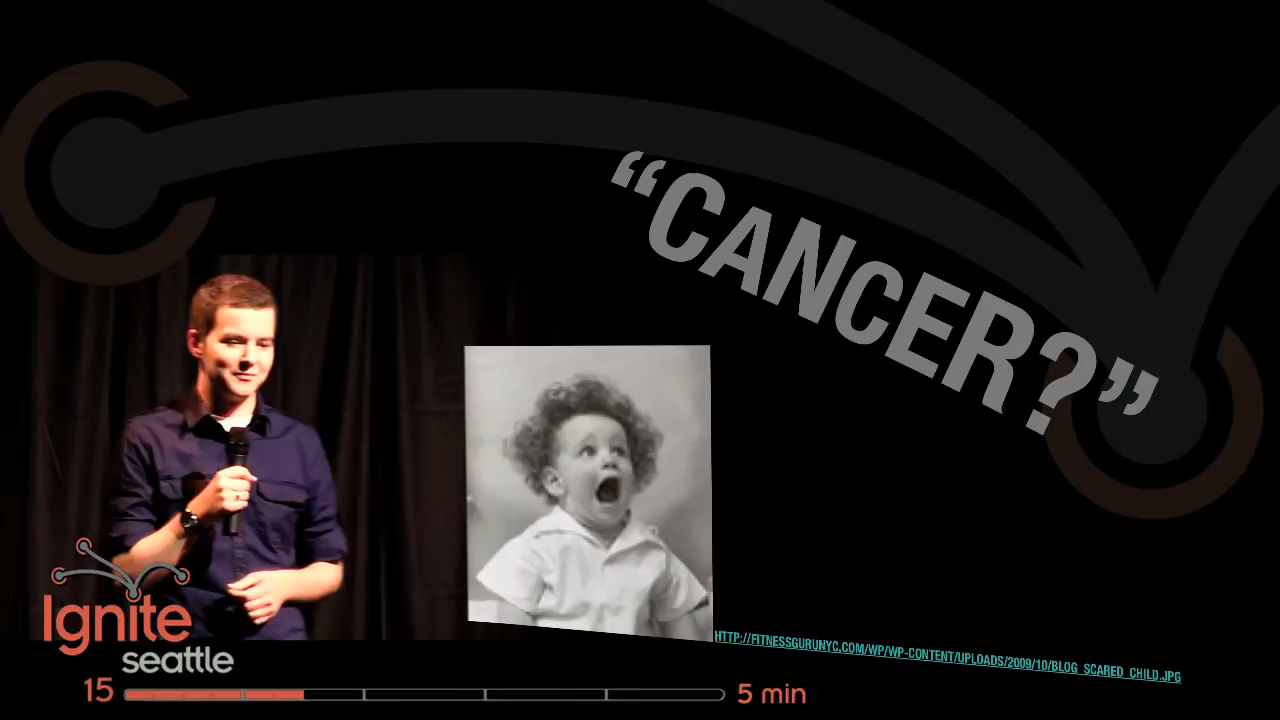 “CANCER?”
HTTP://FITNESSGURUNYC.COM/WP/WP-CONTENT/UPLOADS/2009/10/BLOG_SCARED_CHILD.JPG
Ignite
seattle
15
5 min